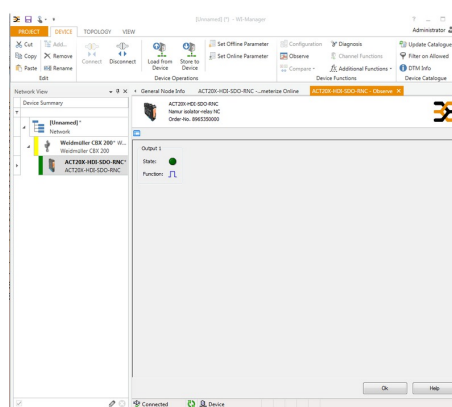 [Unnamed] (*) - WI-Manager
PROJECT DEVICE TOPOLOGY VIEW Administrator
Cut Add...
Copy Remove
Paste Rename
Edit
Connect Disconnect
Load from Device Store to Device
Set Offline Parameter
Set Online Parameter
Device Operations
Configuration Diagnosis
Observe Channel Functions
Compare Additional Functions
Device Functions
Update Catalogue
Filter on Allowed
DTM Info
Device Catalogue
Network View
General Node Info ACT20X-HDI-SDO-RNC -...meterize Online ACT20X-HDI-SDO-RNC - Observe
Device Summary
[Unnamed]*
Network
Weidmüller CBX 200* W...
Weidmüller CBX 200
ACT20X-HDI-SDO-RNC*
ACT20X-HDI-SDO-RNC
ACT20X-HDI-SDO-RNC
Namur isolator-relay NC
Order-No. 8965350000
Output 1
State:
Function:
Ok Help
Connected Device